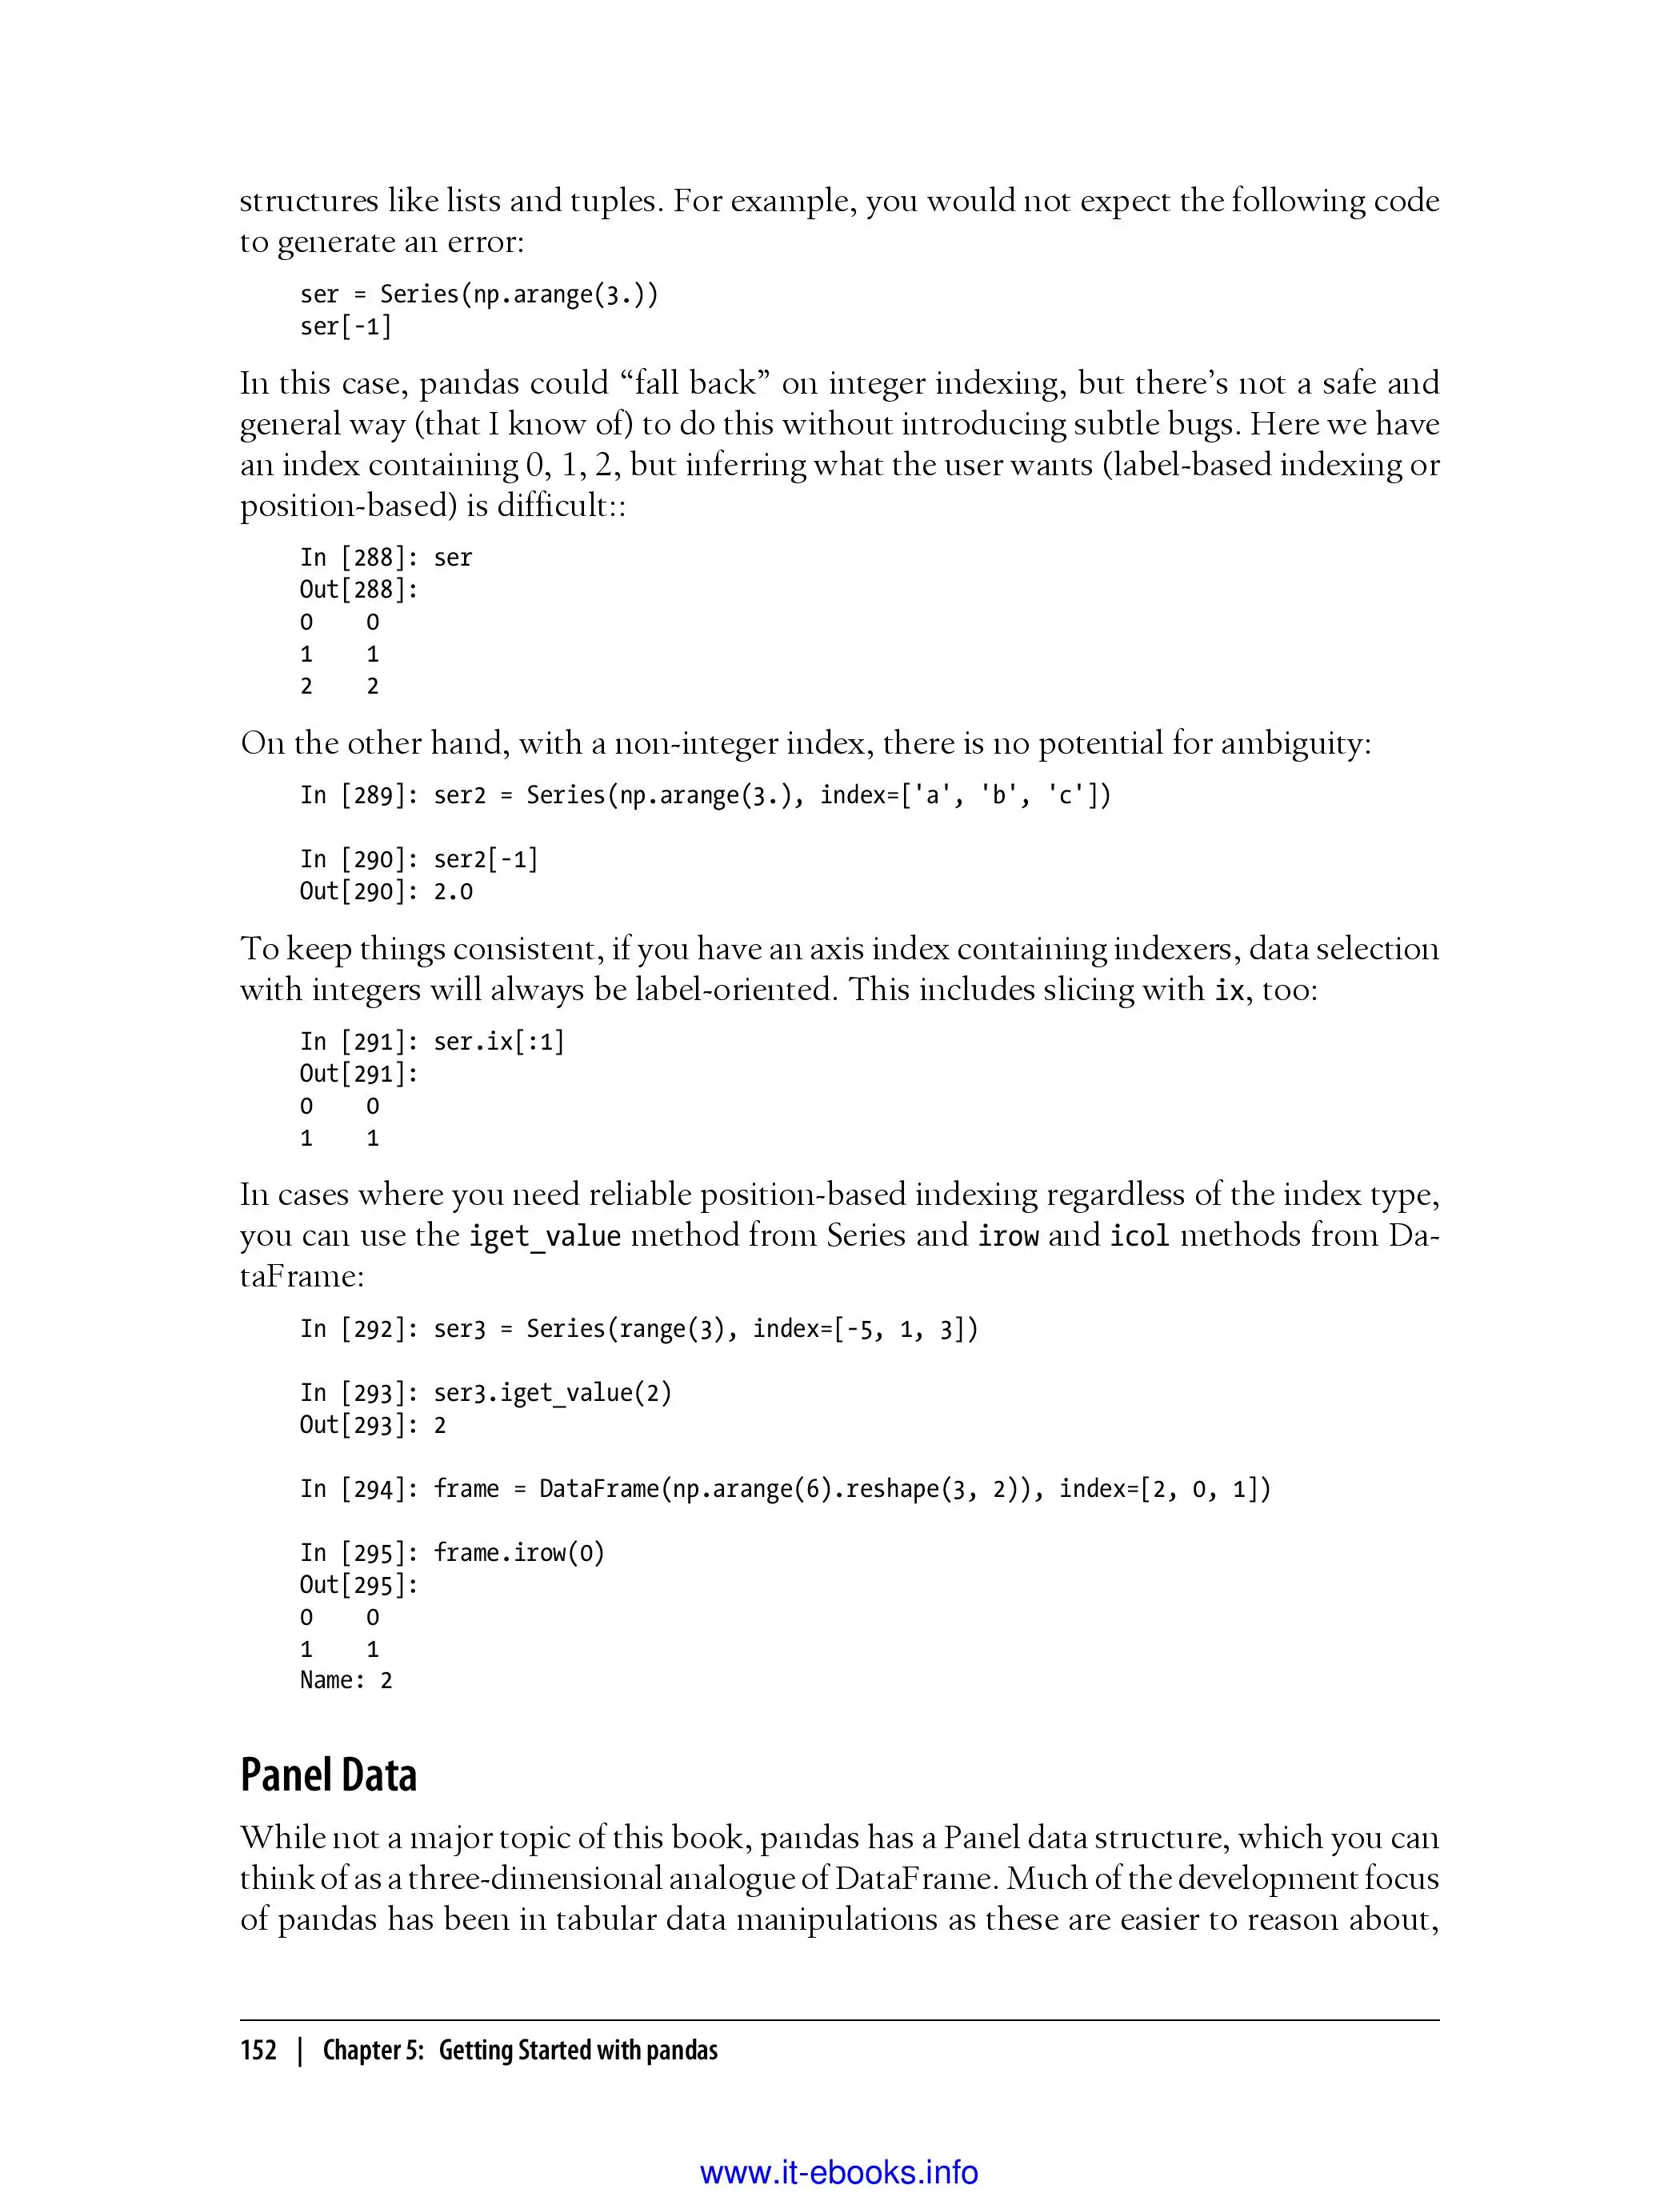 structures like lists and tuples. For example, you would not expect the following code
to generate an error:
ser = Series(np.arange(3.))
ser[-1]
In this case, pandas could “fall back” on integer indexing, but there’s not a safe and
general way (that I know of) to do this without introducing subtle bugs. Here we have
an index containing 0, 1, 2, but inferring what the user wants (label-based indexing or
position-based) is difficult::
In [288]: ser
Out[288]:
0    0
1    1
2    2
On the other hand, with a non-integer index, there is no potential for ambiguity:
In [289]: ser2 = Series(np.arange(3.), index=['a', 'b', 'c'])
In [290]: ser2[-1]
Out[290]: 2.0
To keep things consistent, if you have an axis index containing indexers, data selection
with integers will always be label-oriented. This includes slicing with ix, too:
In [291]: ser.ix[:1]
Out[291]:
0    0
1    1
In cases where you need reliable position-based indexing regardless of the index type,
you can use the iget_value method from Series and irow and icol methods from Da-
taFrame:
In [292]: ser3 = Series(range(3), index=[-5, 1, 3])
In [293]: ser3.iget_value(2)
Out[293]: 2
In [294]: frame = DataFrame(np.arange(6).reshape(3, 2)), index=[2, 0, 1])
In [295]: frame.irow(0)
Out[295]:
0    0
1    1
Name: 2
Panel Data
While not a major topic of this book, pandas has a Panel data structure, which you can
think of as a three-dimensional analogue of DataFrame. Much of the development focus
of pandas has been in tabular data manipulations as these are easier to reason about,
152 | Chapter 5: Getting Started with pandas
www.it-ebooks.info